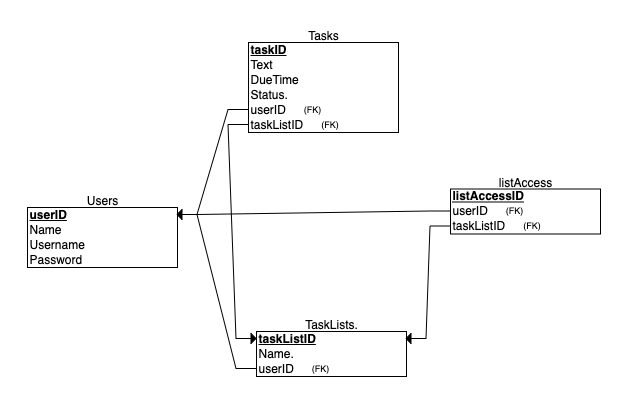 Tasks
taskID
Text
DueTime
Status.
userID (FK)
taskListID (FK)
listAccess
listAccessID
userID (FK)
taskListID (FK)
Users
userID
Name
Username
Password
TaskLists.
taskListID
Name.
userID (FK)